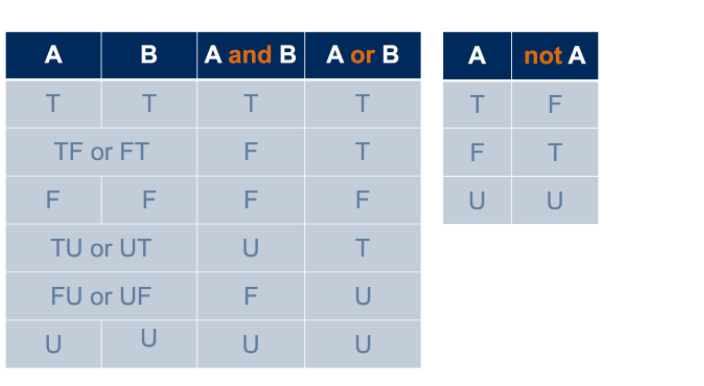 A B A and B A or B
T T T T
TF or FT F T
F F F F
TU or UT U T
FU or UF F U
U U U U
A not A
T F
F T
U U